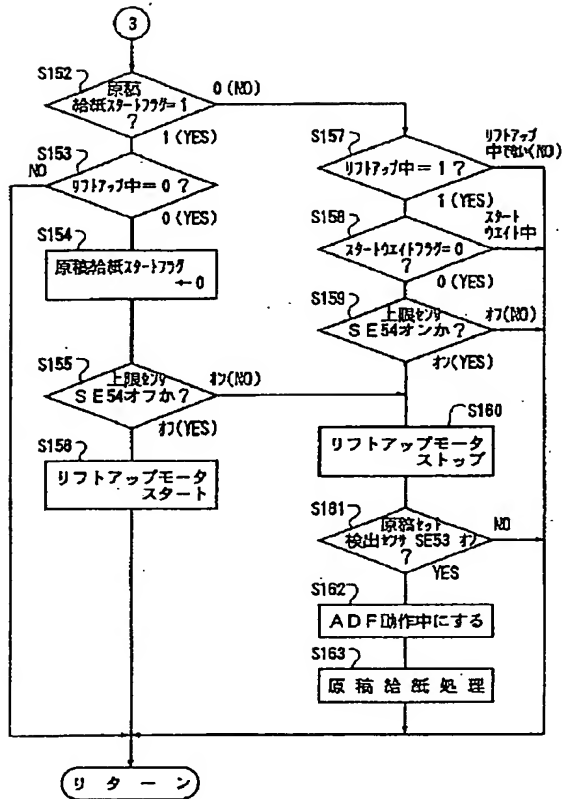 3
S152
原稿
給紙スタートフラグ=1
?
0(NO)
1(YES)
S153
NO
リフトアップ中=0?
0(YES)
S154
原稿給紙スタートフラグ
←0
S155
上限センサ
SE54オフか?
オン(NO)
オフ(YES)
S156
リフトアップモータ
スタート
S157
リフトアップ中=1?
リフトアップ
中でない(NO)
1(YES)
S158
スタートウエイトフラグ=0
?
スタート
ウエイト中
0(YES)
S159
上限センサ
SE54オンか?
オフ(NO)
オン(YES)
S160
リフトアップモータ
ストップ
S161
原稿セット
検出センサ SE53 オン
?
NO
YES
S162
ADF動作中にする
S163
原稿給紙処理
リターン